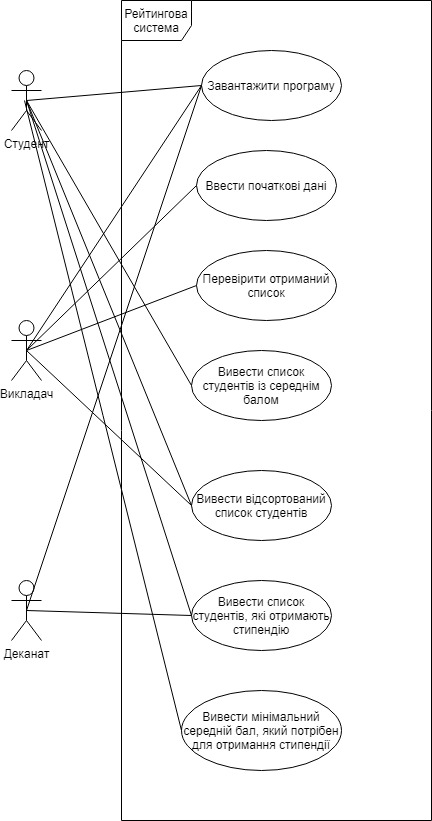 Рейтингова
система
Завантажити програму
Студент
Ввести початкові дані
Перевірити отриманий
список
Вивести список
студентів із середнім
балом
Викладач
Вивести відсортований
список студентів
Вивести список
студентів, які отримають
стипендію
Деканат
Вивести мінімальний
середній бал, який потрібен
для отримання стипендії